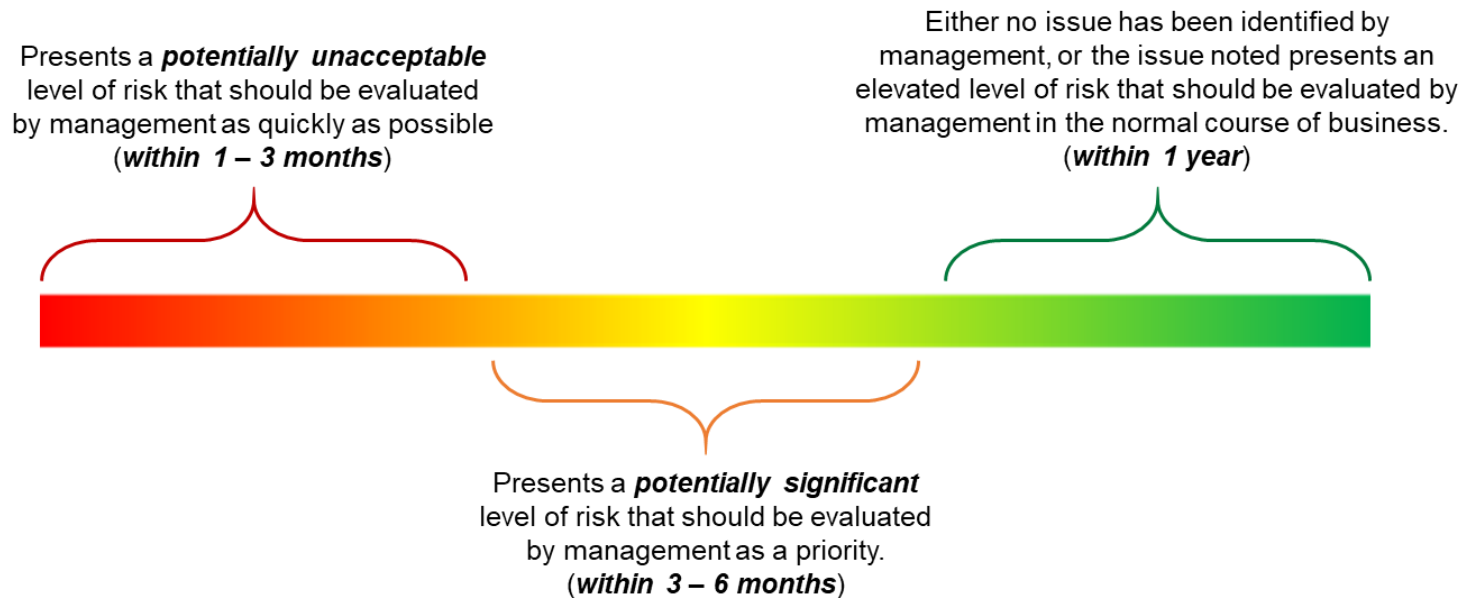 Presents a potentially unacceptable
level of risk that should be evaluated
by management as quickly as possible
(within 1 – 3 months)
Either no issue has been identified by
management, or the issue noted presents an
elevated level of risk that should be evaluated by
management in the normal course of business.
(within 1 year)
Presents a potentially significant
level of risk that should be evaluated
by management as a priority.
(within 3 – 6 months)